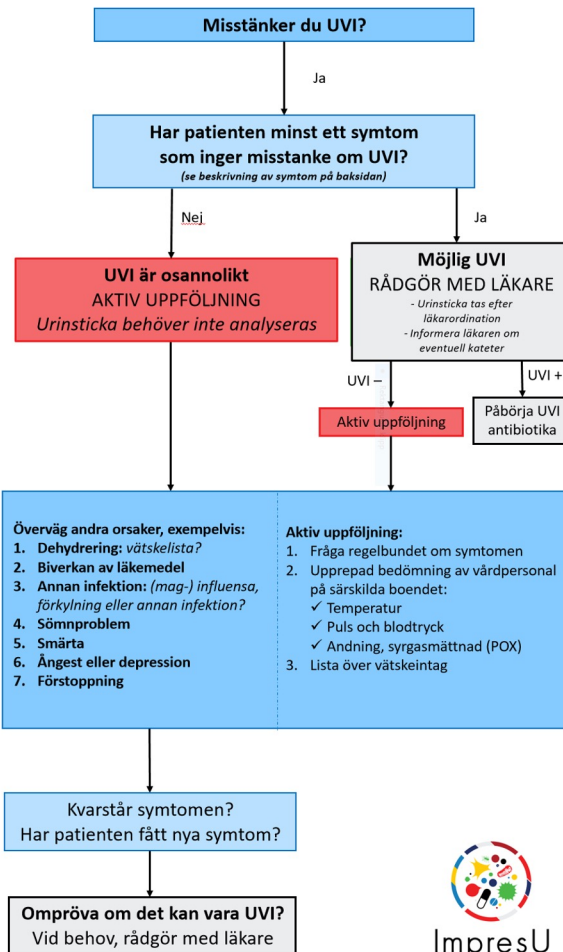 Misstänker du UVI?
Ja
Har patienten minst ett symtom
som inger misstanke om UVI?
(se beskrivning av symtom på baksidan)
Nej
Ja
UVI är osannolikt
AKTIV UPPFÖLJNING
Urinsticka behöver inte analyseras
Möjlig UVI
RÅDGÖR MED LÄKARE
- Urinsticka tas efter
läkarordination
- Informera läkaren om
eventuell kateter
UVI –
UVI +
Aktiv uppföljning
Påbörja UVI
antibiotika
Överväg andra orsaker, exempelvis:
1. Dehydrering: vätskelista?
2. Biverkan av läkemedel
3. Annan infektion: (mag-) influensa,
förkylning eller annan infektion?
4. Sömnproblem
5. Smärta
6. Ångest eller depression
7. Förstoppning
Aktiv uppföljning:
1. Fråga regelbundet om symtomen
2. Upprepad bedömning av vårdpersonal
på särskilda boendet:
✓ Temperatur
✓ Puls och blodtryck
✓ Andning, syrgasmättnad (POX)
3. Lista över vätskeintag
Kvarstår symtomen?
Har patienten fått nya symtom?
Ompröva om det kan vara UVI?
Vid behov, rådgör med läkare
ImpresU